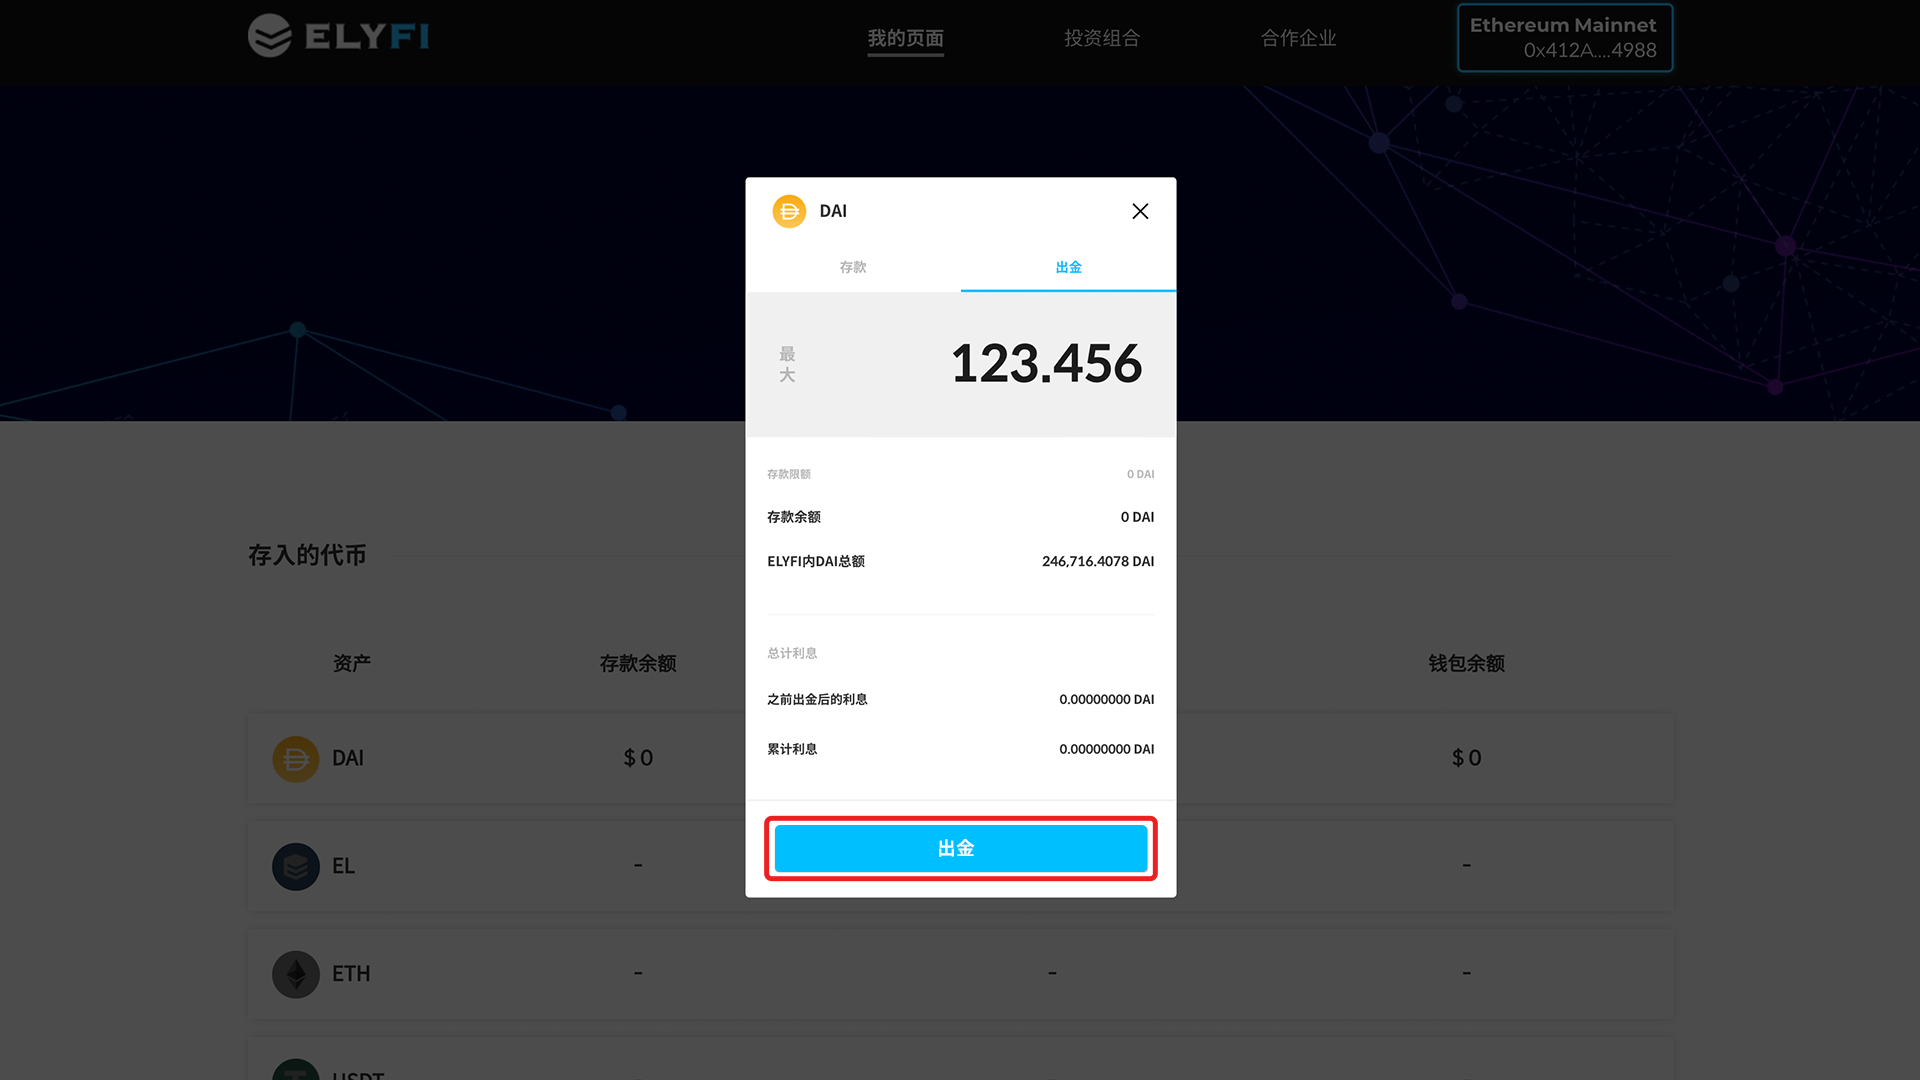 ELYFI
我的页面
投资组合
合作企业
Ethereum Mainnet
0x412A....4988
DAI
存款
出金
最大
123.456
存款限额 0 DAI
存款余额 0 DAI
ELYFI内DAI总额 246,716.4078 DAI
总计利息
之前出金后的利息 0.00000000 DAI
累计利息 0.00000000 DAI
出金
存入的代币
资产 存款余额 钱包余额
DAI $ 0 $ 0
EL - -
ETH - - -
USDT